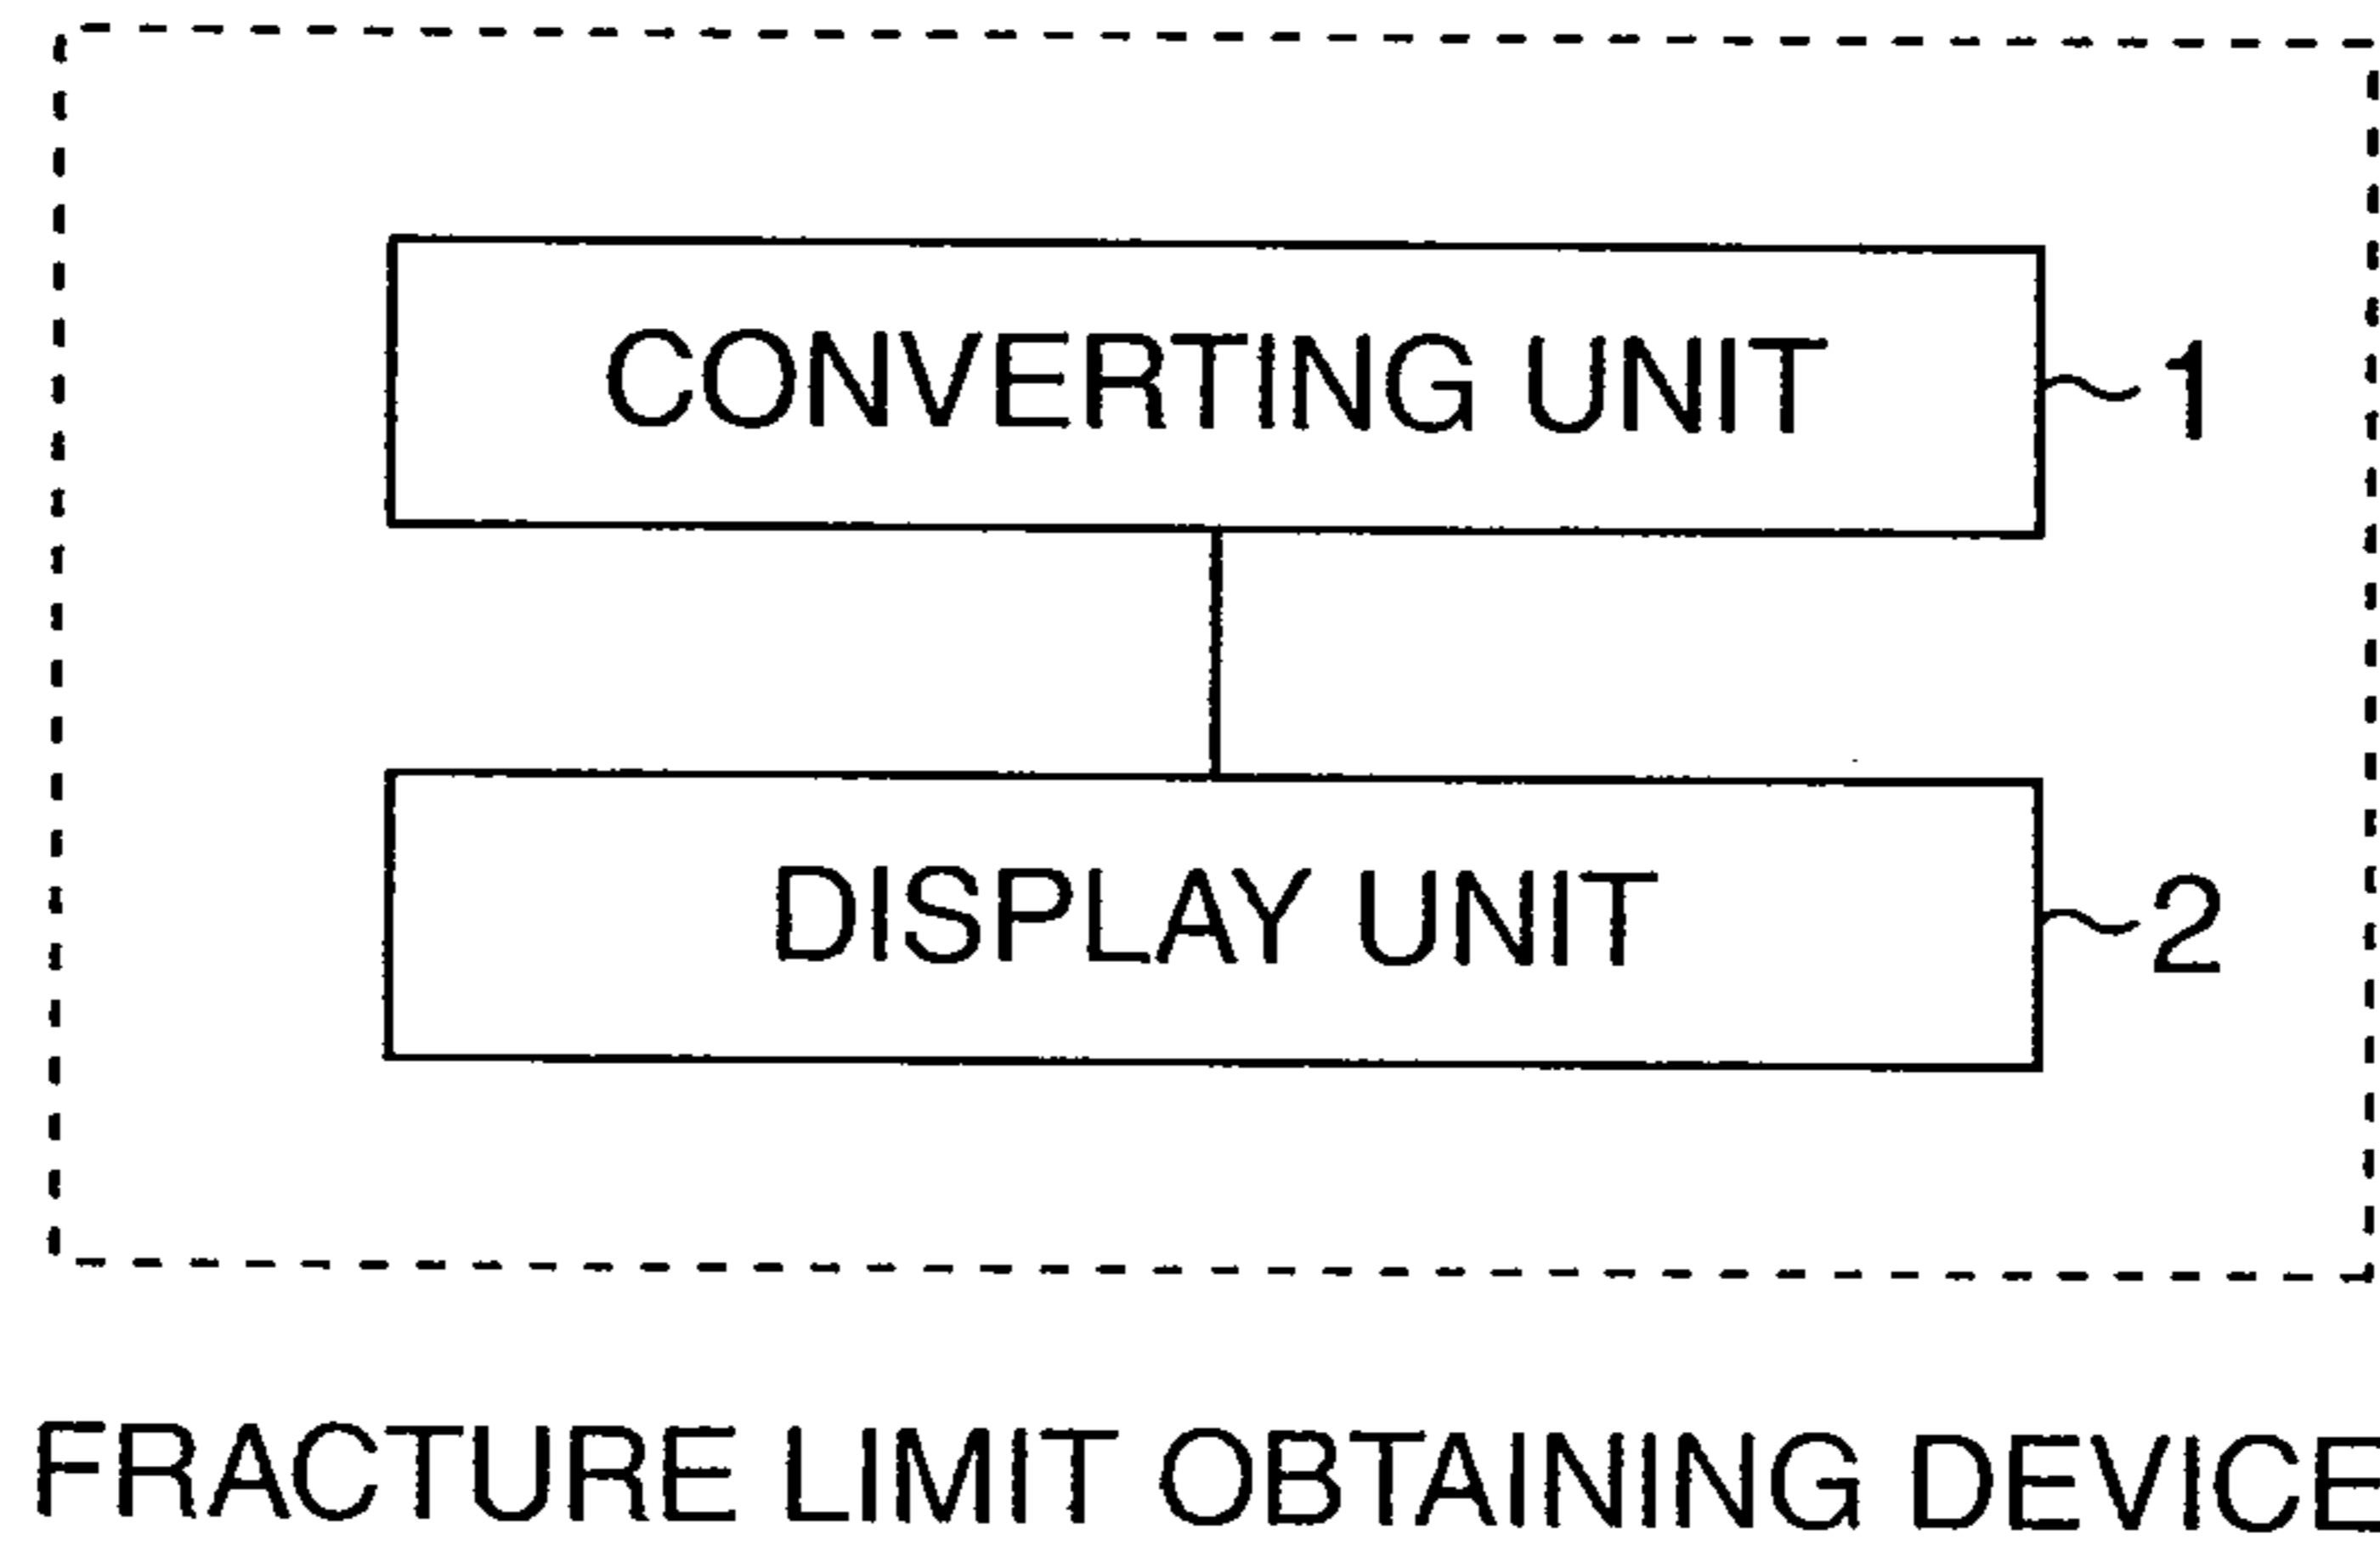 CONVERTING UNIT
1
DISPLAY UNIT
2
FRACTURE LIMIT OBTAINING DEVICE